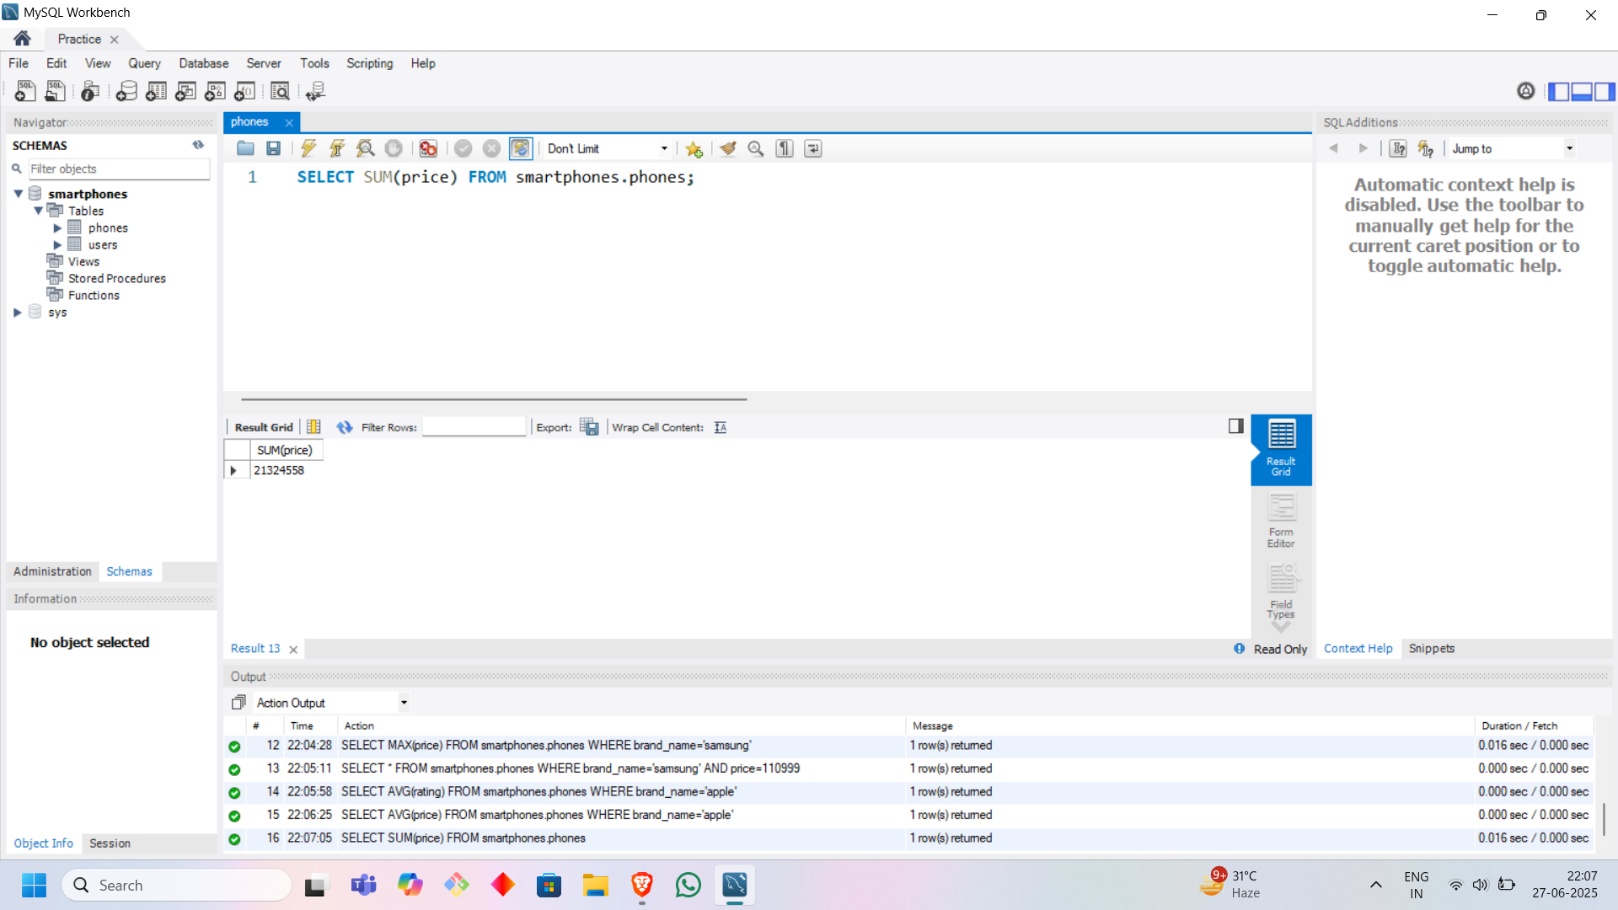 MySQL Workbench
Practice
File Edit View Query Database Server Tools Scripting Help
Navigator
SCHEMAS
Filter objects
smartphones
Tables
phones
users
Views
Stored Procedures
Functions
sys
Administration Schemas
Information
No object selected
Object Info Session
phones
Don't Limit
1 SELECT SUM(price) FROM smartphones.phones;
Result Grid Filter Rows: Export: Wrap Cell Content:
SUM(price)
21324558
Result
Grid
Form
Editor
Field
Types
Result 13
Read Only
SQLAdditions
Jump to
Automatic context help is
disabled. Use the toolbar to
manually get help for the
current caret position or to
toggle automatic help.
Context Help Snippets
Output
Action Output
# Time Action Message Duration / Fetch
12 22:04:28 SELECT MAX(price) FROM smartphones.phones WHERE brand_name='samsung' 1 row(s) returned 0.016 sec / 0.000 sec
13 22:05:11 SELECT * FROM smartphones.phones WHERE brand_name='samsung' AND price=110999 1 row(s) returned 0.000 sec / 0.000 sec
14 22:05:58 SELECT AVG(rating) FROM smartphones.phones WHERE brand_name='apple' 1 row(s) returned 0.000 sec / 0.000 sec
15 22:06:25 SELECT AVG(price) FROM smartphones.phones WHERE brand_name='apple' 1 row(s) returned 0.000 sec / 0.000 sec
16 22:07:05 SELECT SUM(price) FROM smartphones.phones 1 row(s) returned 0.016 sec / 0.000 sec
Search
9+
31°C
Haze
ENG
IN
22:07
27-06-2025